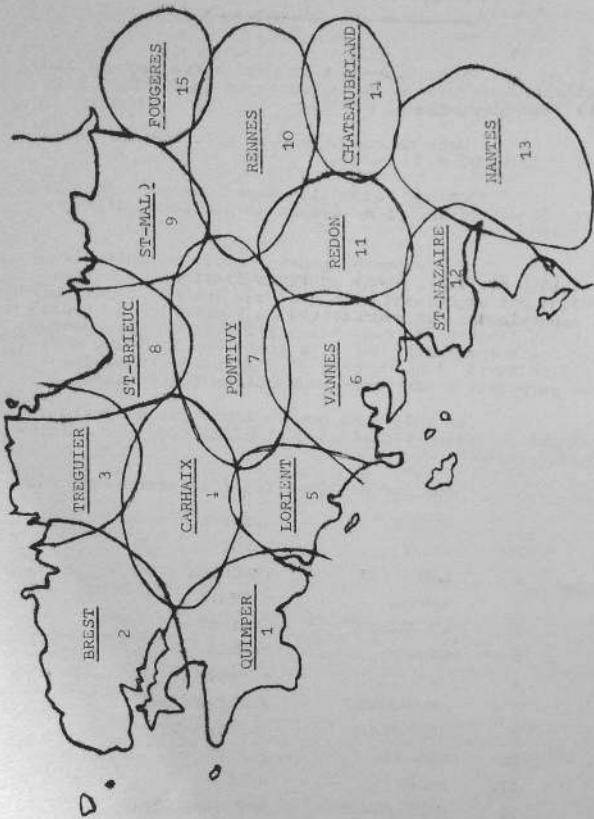 QUIMPER
1
BREST
2
TREGUIER
3
CARHAIX
4
LORIENT
5
VANNES
6
PONTIVY
7
ST-BRIEUC
8
ST-MALO
9
RENNES
10
REDON
11
ST-NAZAIRE
12
NANTES
13
CHATEAUBRIAND
14
FOUGERES
15